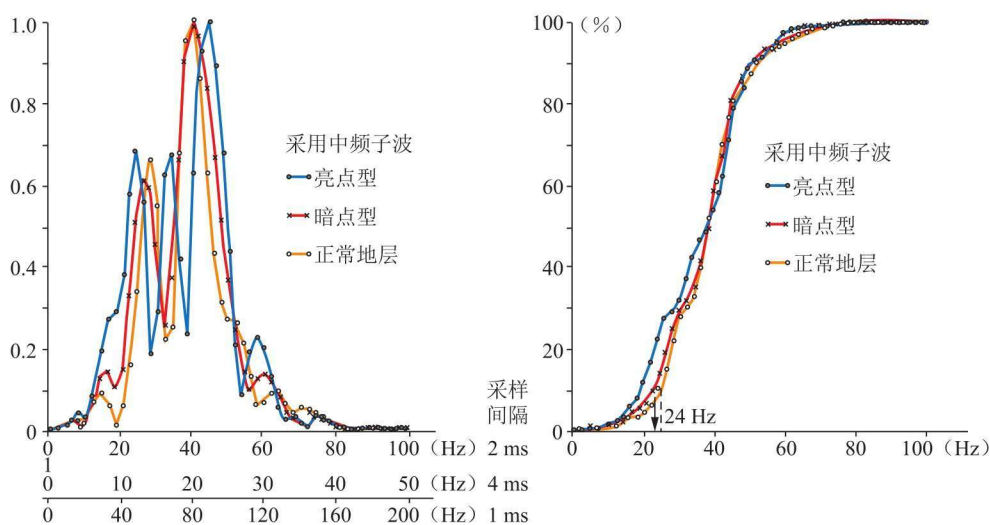 1.0
0.8
0.6
0.4
0.2
0
采用中频子波
亮点型
暗点型
正常地层
采样
间隔
0 20 40 60 80 100 (Hz) 2 ms
1
0 10 20 30 40 50 (Hz) 4 ms
0 40 80 120 160 200 (Hz) 1 ms
100 (%)
80
60
40
20
0
采用中频子波
亮点型
暗点型
正常地层
24 Hz
0 20 40 60 80 100 (Hz)